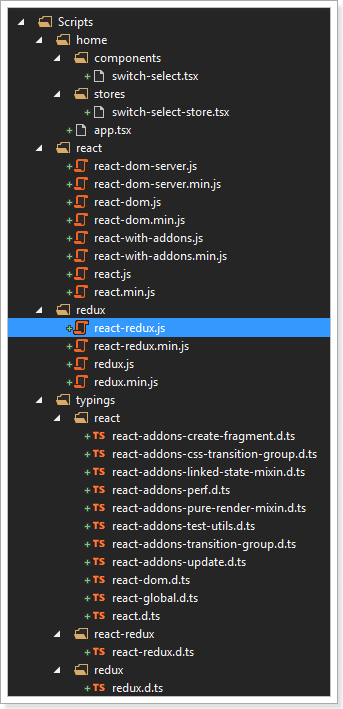 Scripts
home
components
switch-select.tsx
stores
switch-select-store.tsx
app.tsx
react
react-dom-server.js
react-dom-server.min.js
react-dom.js
react-dom.min.js
react-with-addons.js
react-with-addons.min.js
react.js
react.min.js
redux
react-redux.js
react-redux.min.js
redux.js
redux.min.js
typings
react
TS react-addons-create-fragment.d.ts
TS react-addons-css-transition-group.d.ts
TS react-addons-linked-state-mixin.d.ts
TS react-addons-perf.d.ts
TS react-addons-pure-render-mixin.d.ts
TS react-addons-test-utils.d.ts
TS react-addons-transition-group.d.ts
TS react-addons-update.d.ts
TS react-dom.d.ts
TS react-global.d.ts
TS react.d.ts
react-redux
TS react-redux.d.ts
redux
TS redux.d.ts